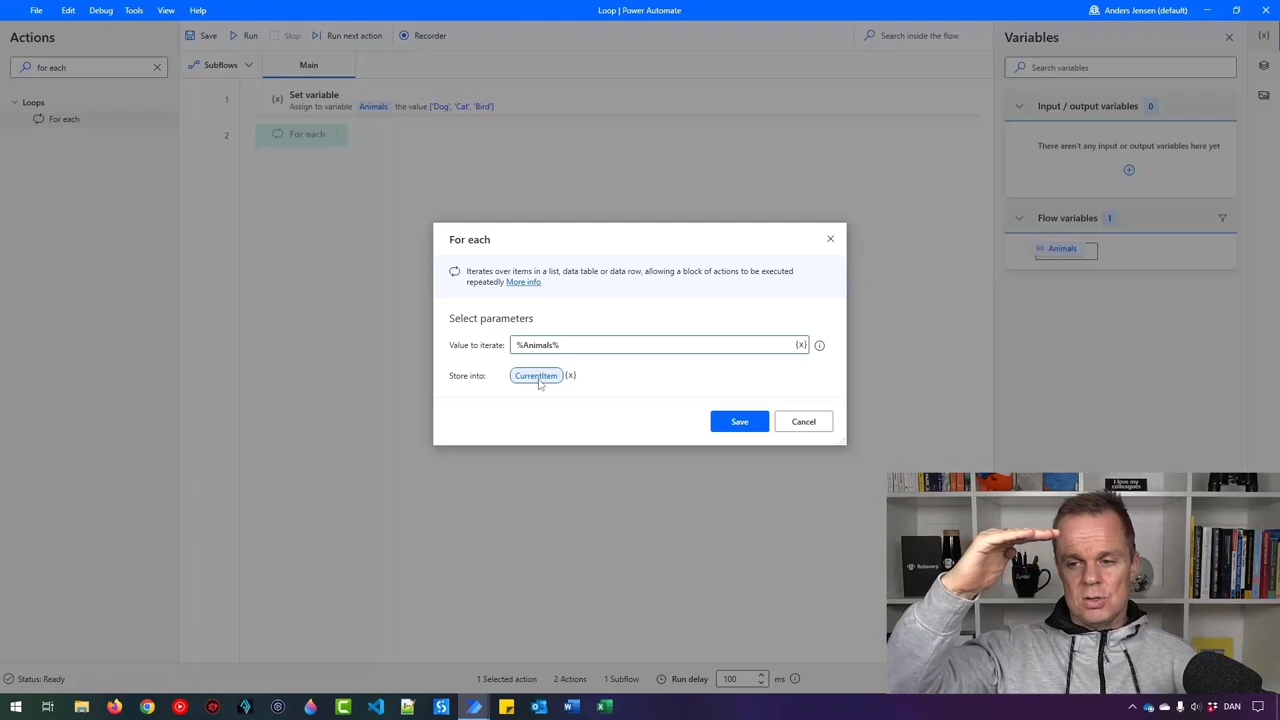 File Edit Debug Tools View Help
Loop | Power Automate
Anders Jensen (default)
Actions
for each
Loops
For each
Save Run Stop Run next action Recorder
Search inside the flow
Subflows Main
1 Set variable
Assign to variable Animals the value ['Dog', 'Cat', 'Bird']
2 For each
For each
Iterates over items in a list, data table or data row, allowing a block of actions to be executed
repeatedly More info
Select parameters
Value to iterate: %Animals% {x}
Store into: CurrentItem {x}
Save Cancel
Variables
Search variables
Input / output variables 0
There aren't any input or output variables here yet
Flow variables 1
Animals
I love my
colleagues
Robocorp
Status: Ready
1 Selected action 2 Actions 1 Subflow Run delay 100 ms
DAN